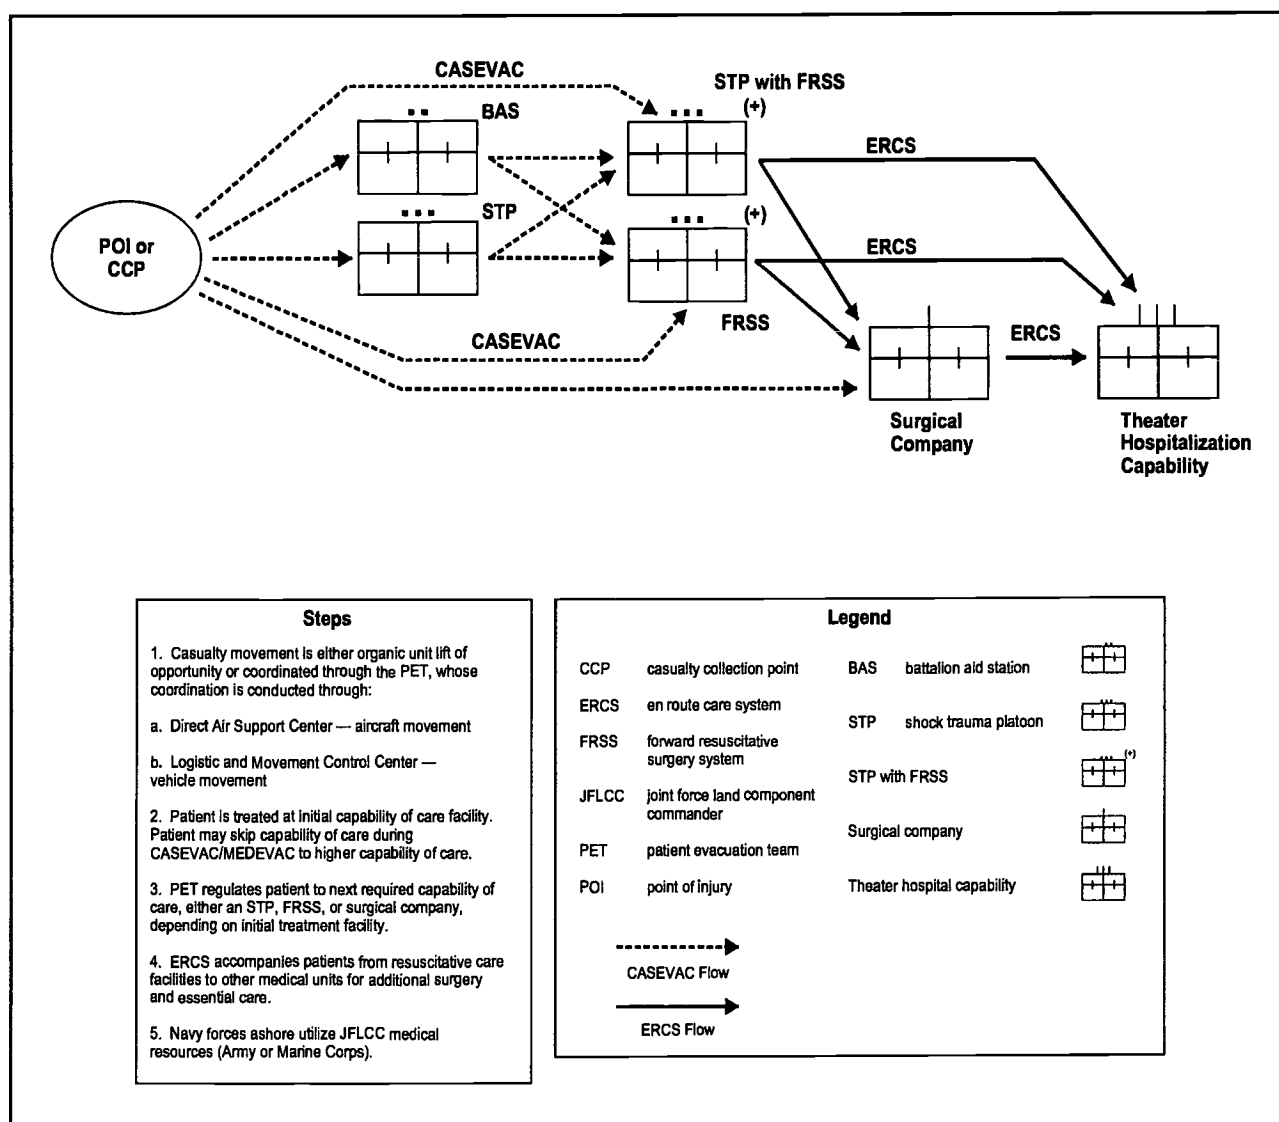 CASEVAC
STP with FRSS
(+)
BAS
ERCS
STP
(+)
POI or
CCP
ERCS
FRSS
CASEVAC
ERCS
Surgical
Company
Theater
Hospitalization
Capability
Steps
1. Casualty movement is either organic unit lift of
opportunity or coordinated through the PET, whose
coordination is conducted through:
a. Direct Air Support Center — aircraft movement
b. Logistic and Movement Control Center —
vehicle movement
2. Patient is treated at initial capability of care facility.
Patient may skip capability of care during
CASEVAC/MEDEVAC to higher capability of care.
3. PET regulates patient to next required capability of
care, either an STP, FRSS, or surgical company,
depending on initial treatment facility.
4. ERCS accompanies patients from resuscitative care
facilities to other medical units for additional surgery
and essential care.
5. Navy forces ashore utilize JFLCC medical
resources (Army or Marine Corps).
Legend
CCP casualty collection point
ERCS en route care system
FRSS forward resuscitative
surgery system
JFLCC joint force land component
commander
PET patient evacuation team
POI point of injury
BAS battalion aid station
STP shock trauma platoon
STP with FRSS
(+)
Surgical company
Theater hospital capability
CASEVAC Flow
ERCS Flow